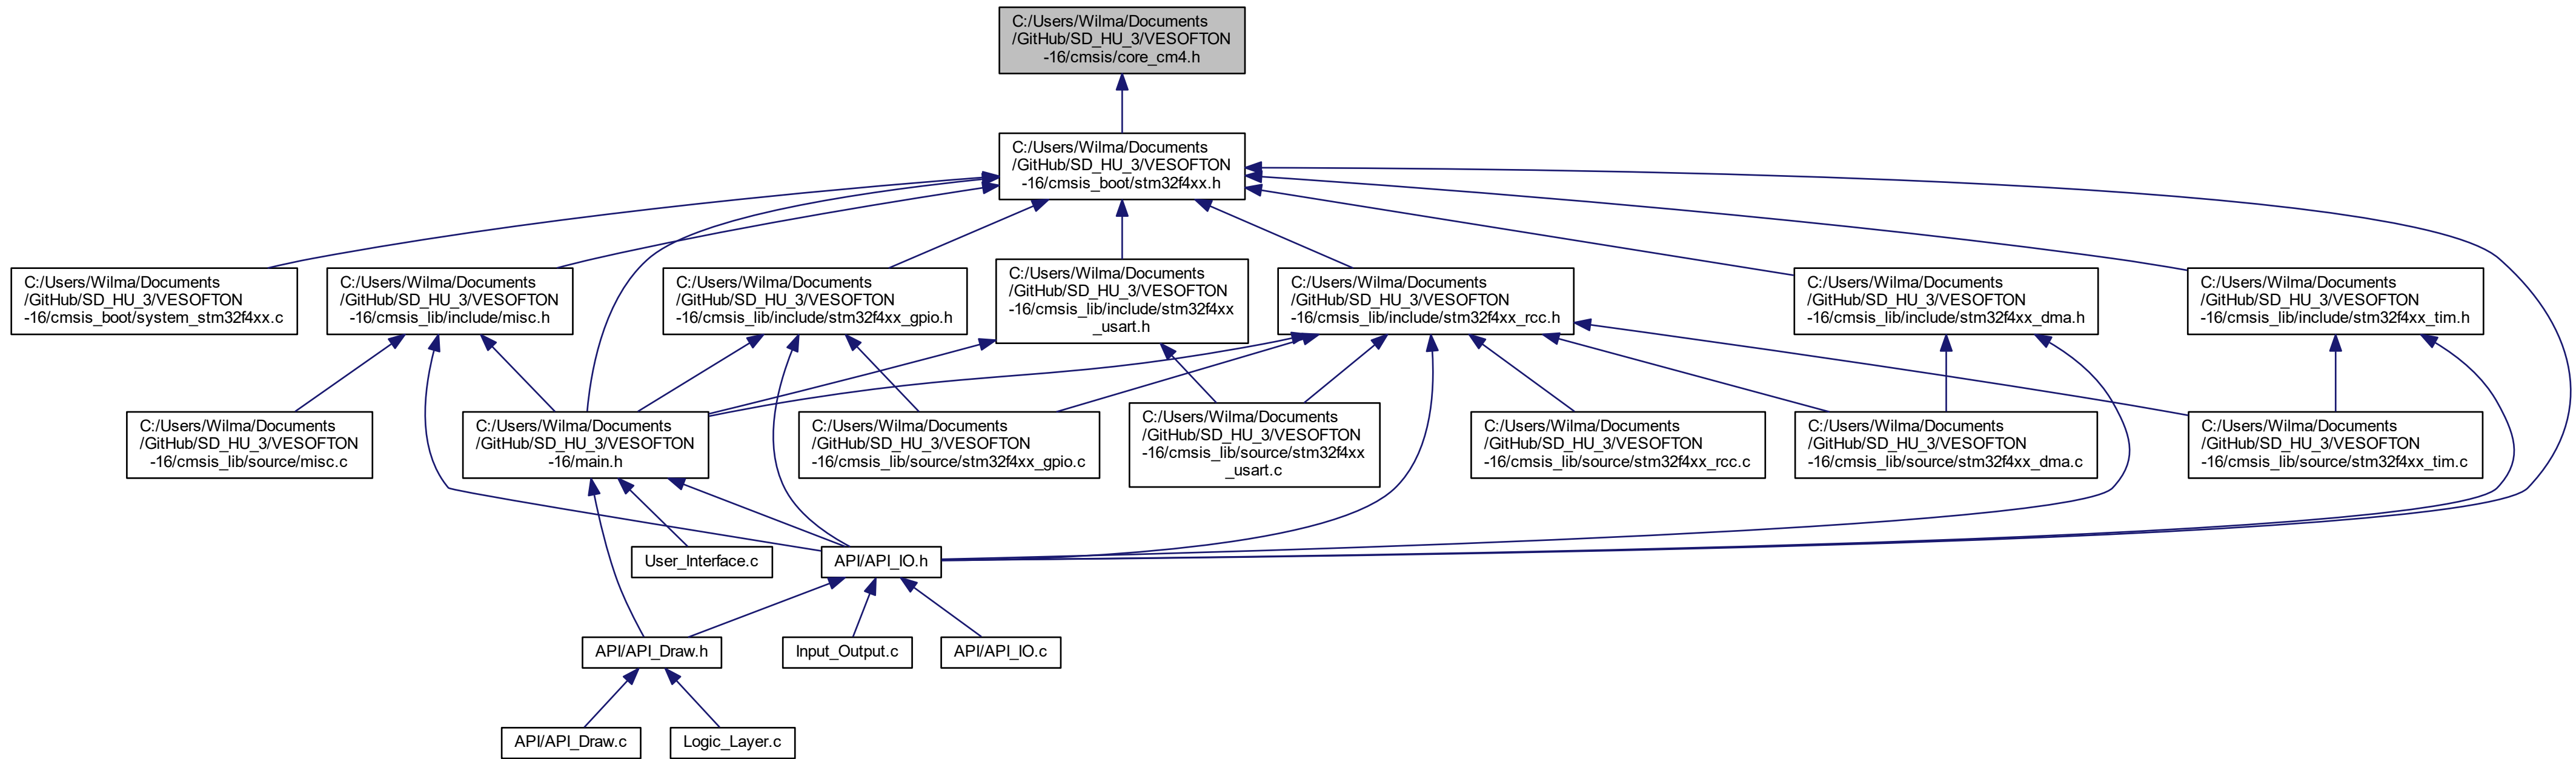 C:/Users/Wilma/Documents
/GitHub/SD_HU_3/VESOFTON
-16/cmsis/core_cm4.h
C:/Users/Wilma/Documents
/GitHub/SD_HU_3/VESOFTON
-16/cmsis_boot/stm32f4xx.h
C:/Users/Wilma/Documents
/GitHub/SD_HU_3/VESOFTON
-16/cmsis_boot/system_stm32f4xx.c
C:/Users/Wilma/Documents
/GitHub/SD_HU_3/VESOFTON
-16/cmsis_lib/include/misc.h
C:/Users/Wilma/Documents
/GitHub/SD_HU_3/VESOFTON
-16/cmsis_lib/include/stm32f4xx_gpio.h
C:/Users/Wilma/Documents
/GitHub/SD_HU_3/VESOFTON
-16/cmsis_lib/include/stm32f4xx
_usart.h
C:/Users/Wilma/Documents
/GitHub/SD_HU_3/VESOFTON
-16/cmsis_lib/include/stm32f4xx_rcc.h
C:/Users/Wilma/Documents
/GitHub/SD_HU_3/VESOFTON
-16/cmsis_lib/include/stm32f4xx_dma.h
C:/Users/Wilma/Documents
/GitHub/SD_HU_3/VESOFTON
-16/cmsis_lib/include/stm32f4xx_tim.h
C:/Users/Wilma/Documents
/GitHub/SD_HU_3/VESOFTON
-16/cmsis_lib/source/misc.c
C:/Users/Wilma/Documents
/GitHub/SD_HU_3/VESOFTON
-16/main.h
C:/Users/Wilma/Documents
/GitHub/SD_HU_3/VESOFTON
-16/cmsis_lib/source/stm32f4xx_gpio.c
C:/Users/Wilma/Documents
/GitHub/SD_HU_3/VESOFTON
-16/cmsis_lib/source/stm32f4xx
_usart.c
C:/Users/Wilma/Documents
/GitHub/SD_HU_3/VESOFTON
-16/cmsis_lib/source/stm32f4xx_rcc.c
C:/Users/Wilma/Documents
/GitHub/SD_HU_3/VESOFTON
-16/cmsis_lib/source/stm32f4xx_dma.c
C:/Users/Wilma/Documents
/GitHub/SD_HU_3/VESOFTON
-16/cmsis_lib/source/stm32f4xx_tim.c
User_Interface.c
API/API_IO.h
API/API_Draw.h
Input_Output.c
API/API_IO.c
API/API_Draw.c
Logic_Layer.c